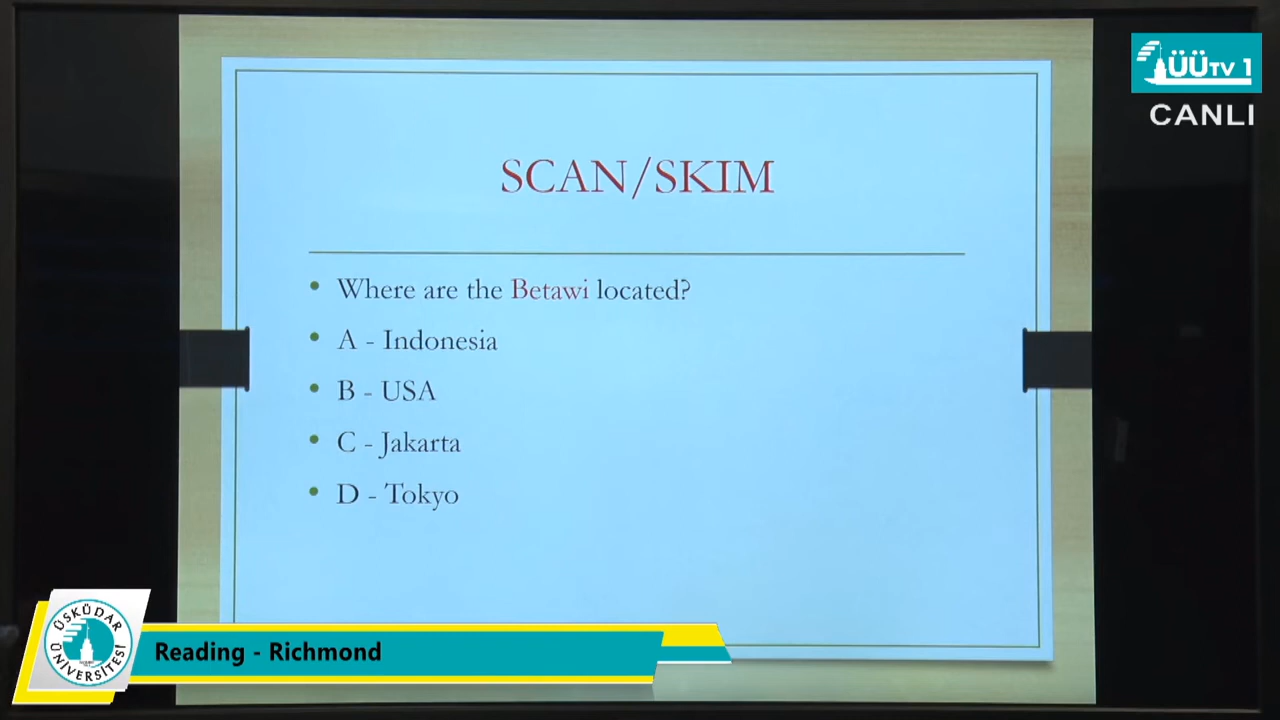 ÜÜTV 1
CANLI
SCAN/SKIM
• Where are the Betawi located?
• A - Indonesia
• B - USA
• C - Jakarta
• D - Tokyo
ÜSKÜDAR ÜNİVERSİTESİ
Reading - Richmond